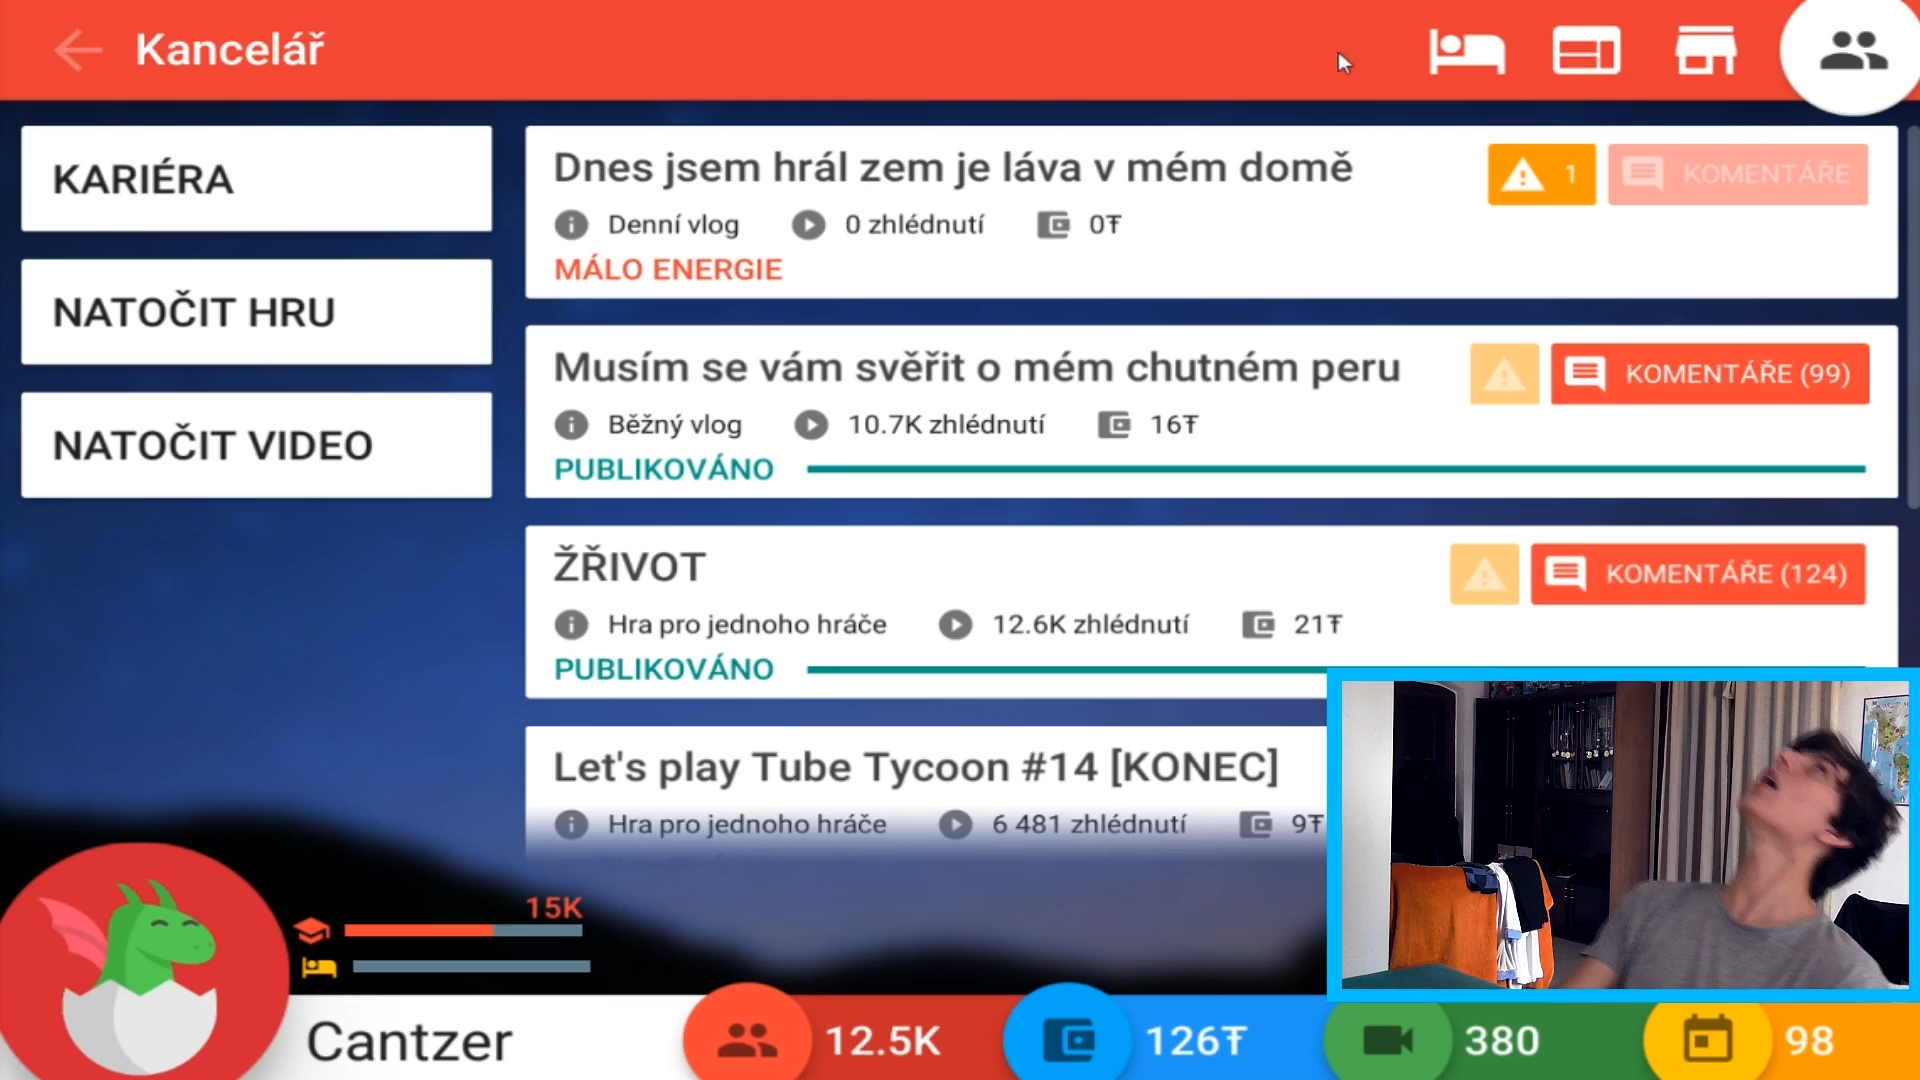 Kancelář
KARIÉRA
NATOČIT HRU
NATOČIT VIDEO
Dnes jsem hrál zem je láva v mém domě
1
KOMENTÁŘE
Denní vlog
0 zhlédnutí
0Ŧ
MÁLO ENERGIE
Musím se vám svěřit o mém chutném peru
KOMENTÁŘE (99)
Běžný vlog
10.7K zhlédnutí
16Ŧ
PUBLIKOVÁNO
ŽŘIVOT
KOMENTÁŘE (124)
Hra pro jednoho hráče
12.6K zhlédnutí
21Ŧ
PUBLIKOVÁNO
Let's play Tube Tycoon #14 [KONEC]
Hra pro jednoho hráče
6 481 zhlédnutí
9Ŧ
15K
Cantzer
12.5K
126Ŧ
380
98